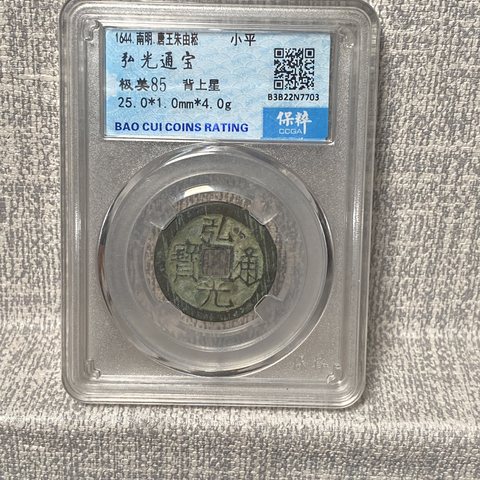 1644.南明.唐王朱由崧 小平
弘光通宝
极美85 背上星
25.0*1.0mm*4.0g
BAO CUI COINS RATING
B3B22N7703
保粹
CCGA
弘光通寶